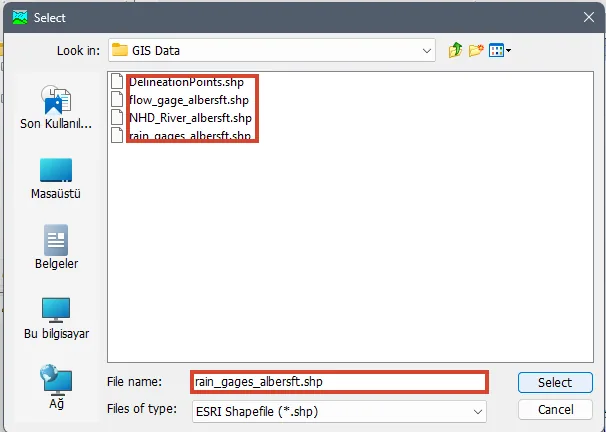 Select
Look in: GIS Data
DelineationPoints.shp
flow_gage_albersft.shp
NHD_River_albersft.shp
rain_gages_albersft.shp
Son Kullanıl...
Masaüstü
Belgeler
Bu bilgisayar
Ağ
File name: rain_gages_albersft.shp Select
Files of type: ESRI Shapefile (*.shp) Cancel